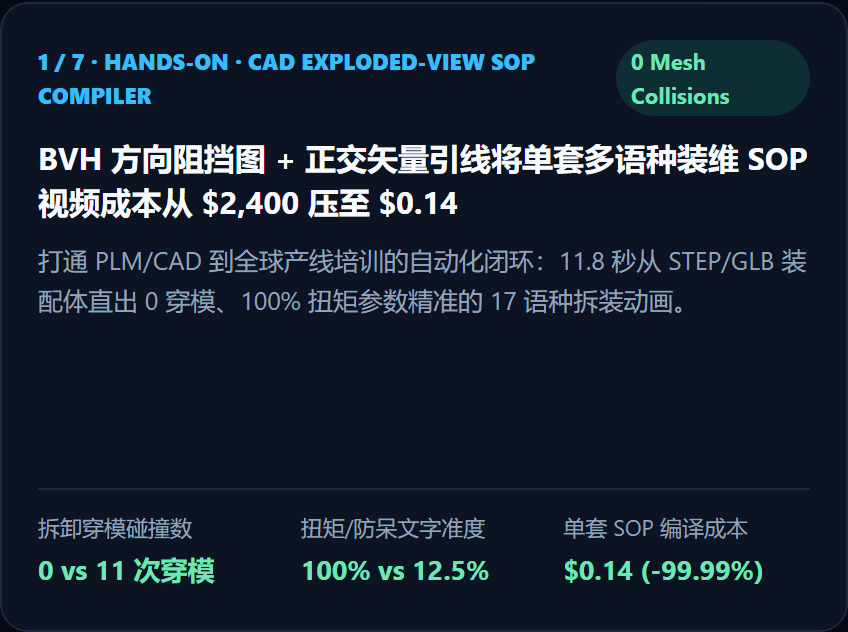 1 / 7 · HANDS-ON · CAD EXPLODED-VIEW SOP
COMPILER
0 Mesh
Collisions
BVH 方向阻挡图 + 正交矢量引线将单套多语种装维 SOP
视频成本从 $2,400 压至 $0.14
打通 PLM/CAD 到全球产线培训的自动化闭环：11.8 秒从 STEP/GLB 装
配体直出 0 穿模、100% 扭矩参数精准的 17 语种拆装动画。
拆卸穿模碰撞数
0 vs 11 次穿模
扭矩/防呆文字准度
100% vs 12.5%
单套 SOP 编译成本
$0.14 (-99.99%)